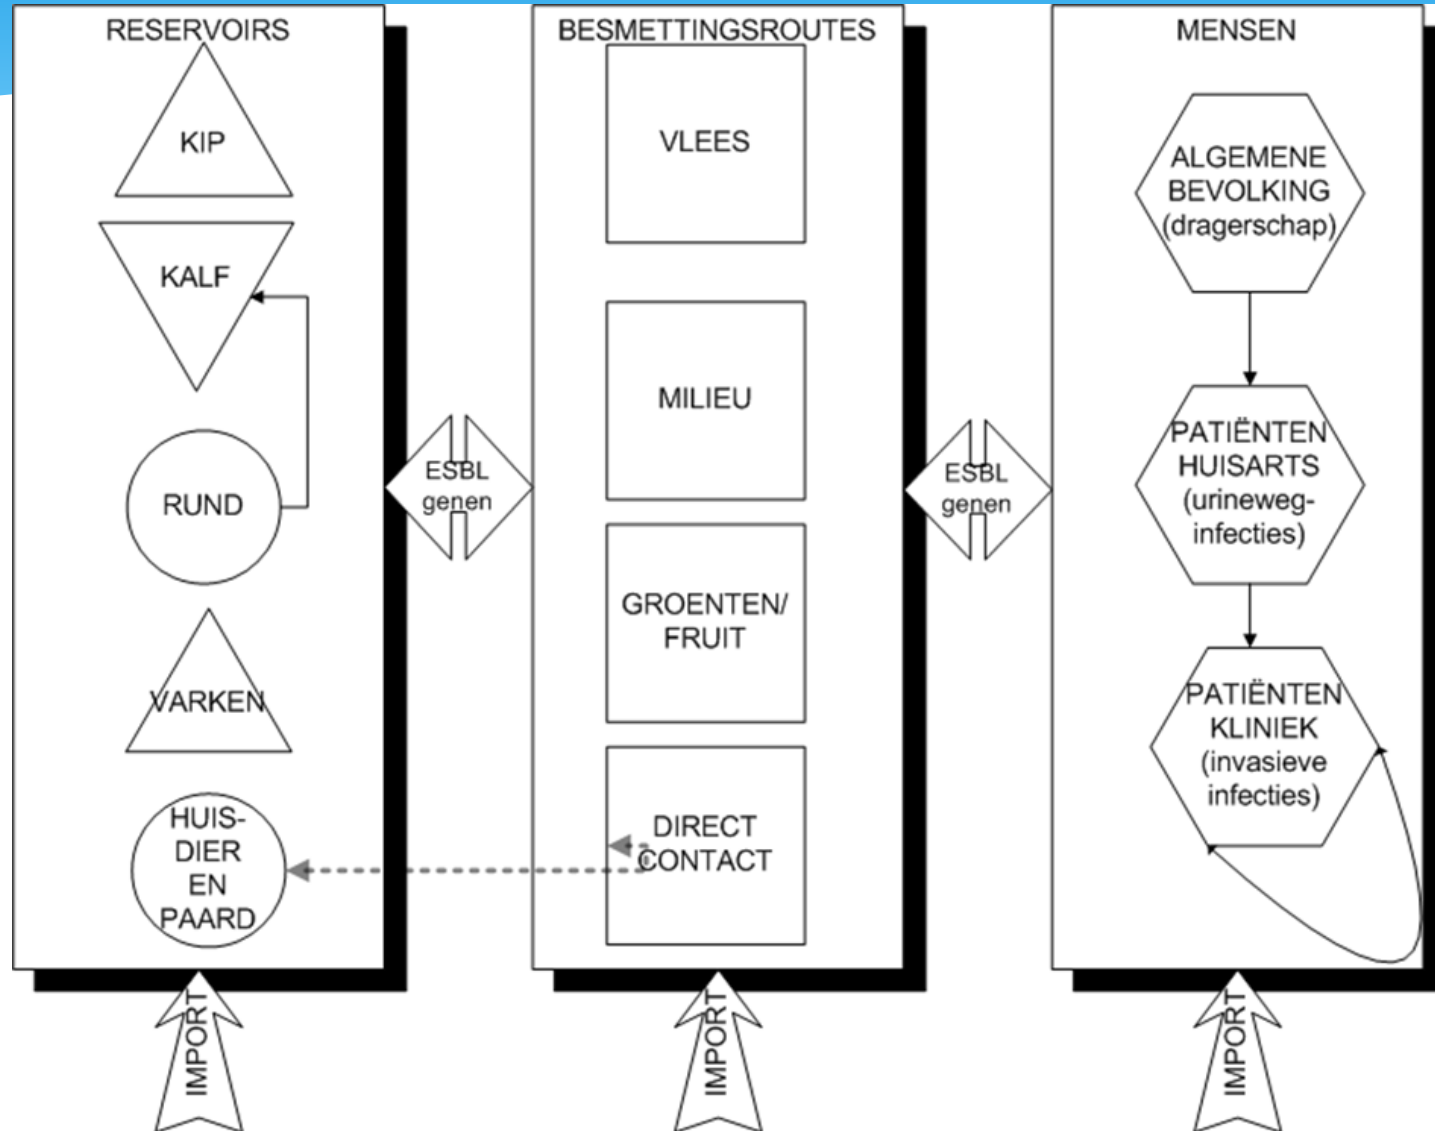 RESERVOIRS
KIP
KALF
RUND
VARKEN
HUIS-
DIER
EN
PAARD
IMPORT
ESBL
genen
BESMETTINGSROUTES
VLEES
MILIEU
GROENTEN/
FRUIT
DIRECT
CONTACT
IMPORT
ESBL
genen
MENSEN
ALGEMENE
BEVOLKING
(dragerschap)
PATIËNTEN
HUISARTS
(urineweg-
infecties)
PATIËNTEN
KLINIEK
(invasieve
infecties)
IMPORT